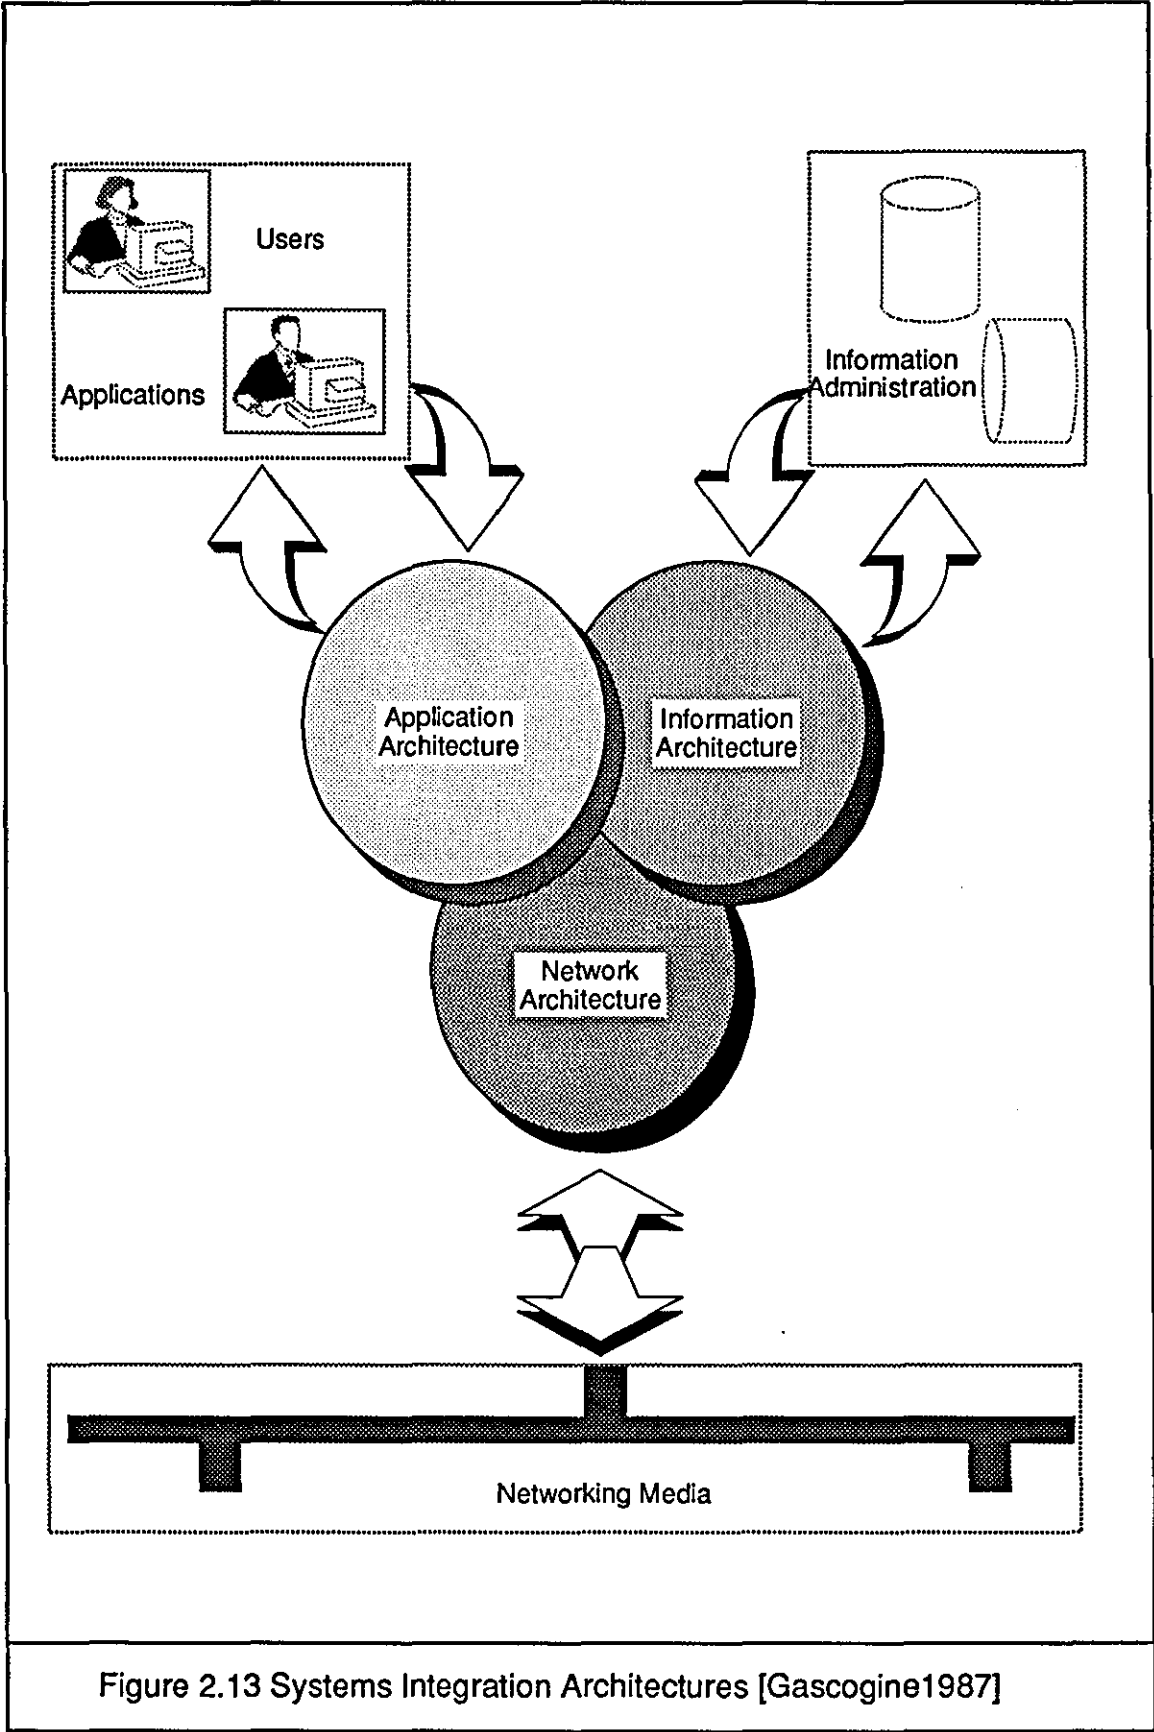 Users
Applications
Information
Administration
Application
Architecture
Information
Architecture
Network
Architecture
Networking Media
Figure 2.13 Systems Integration Architectures [Gascogine1987]